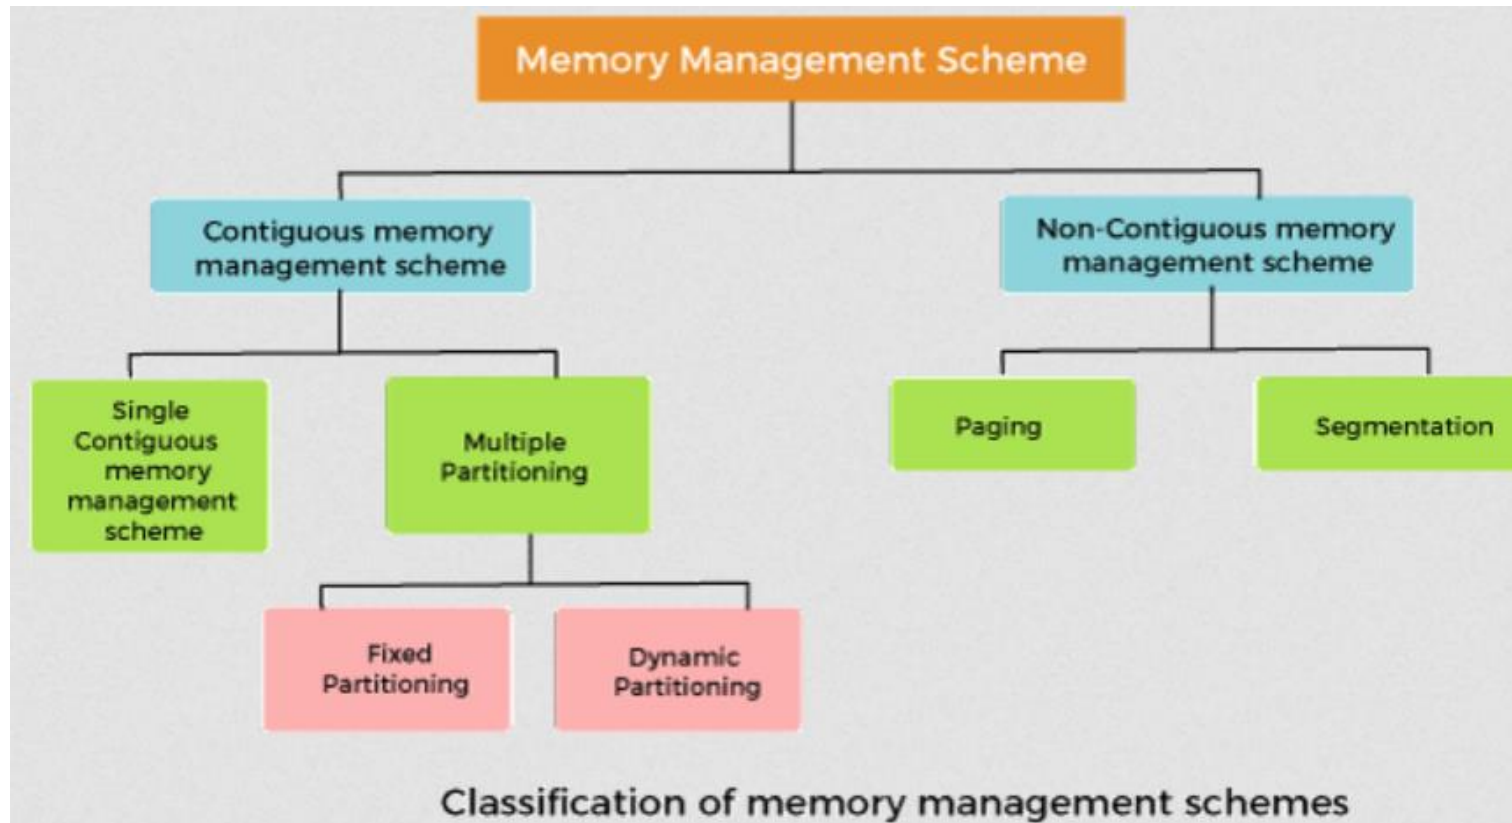 Memory Management Scheme
Contiguous memory
management scheme
Non-Contiguous memory
management scheme
Single
Contiguous
memory
management
scheme
Multiple
Partitioning
Paging
Segmentation
Fixed
Partitioning
Dynamic
Partitioning
Classification of memory management schemes